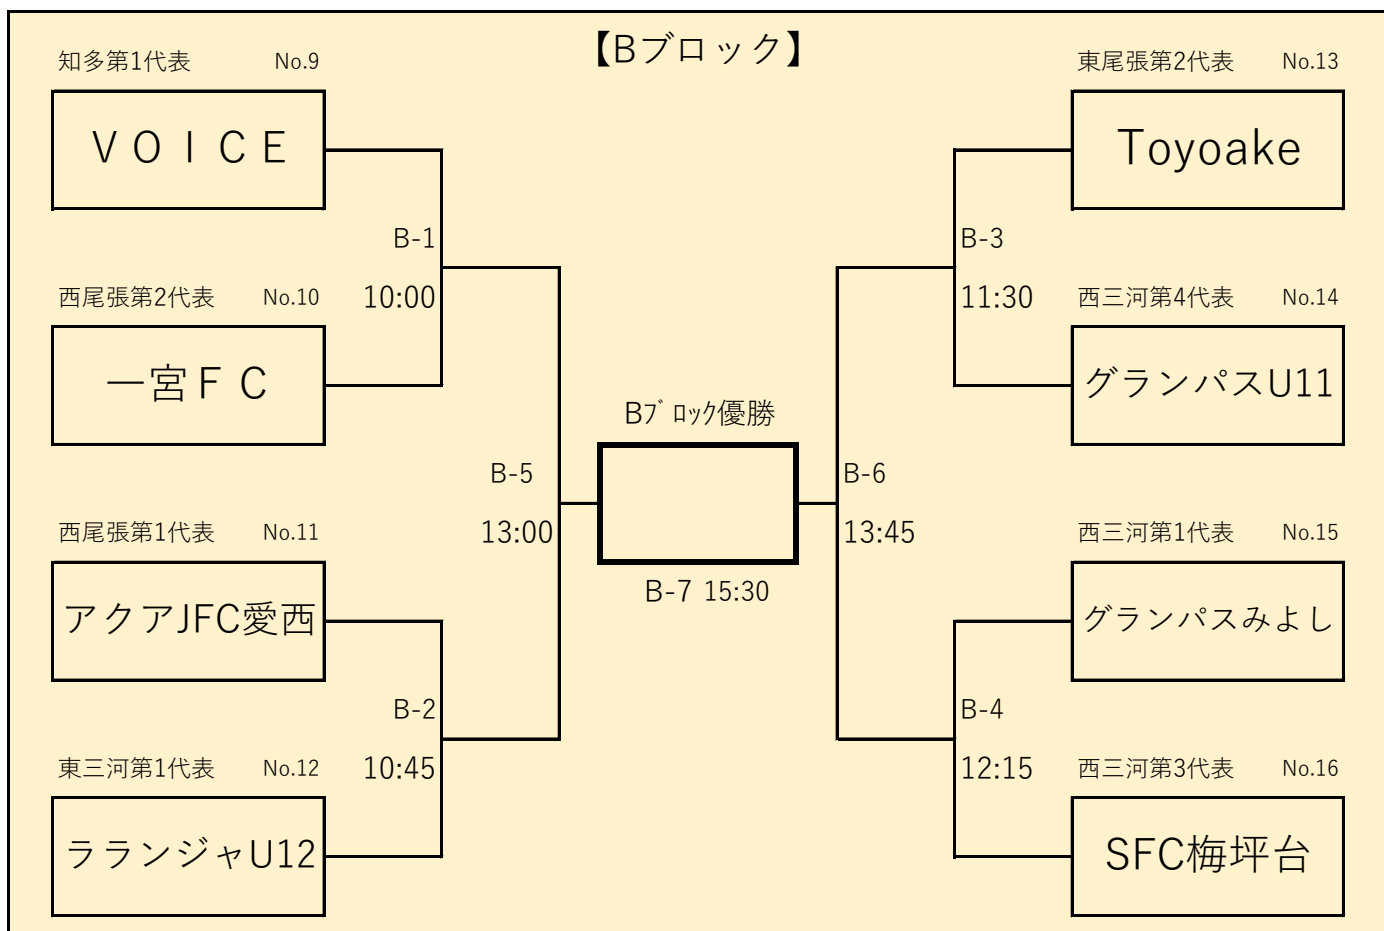 【Bブロック】
知多第1代表 No.9
ＶＯＩＣＥ
B-1
10:00
西尾張第2代表 No.10
一宮ＦＣ
B-5
13:00
西尾張第1代表 No.11
アクアJFC愛西
B-2
10:45
東三河第1代表 No.12
ラランジャU12
Bﾌﾞﾛｯｸ優勝
B-7 15:30
東尾張第2代表 No.13
Toyoake
B-3
11:30
西三河第4代表 No.14
グランパスU11
B-6
13:45
西三河第1代表 No.15
グランパスみよし
B-4
12:15
西三河第3代表 No.16
SFC梅坪台